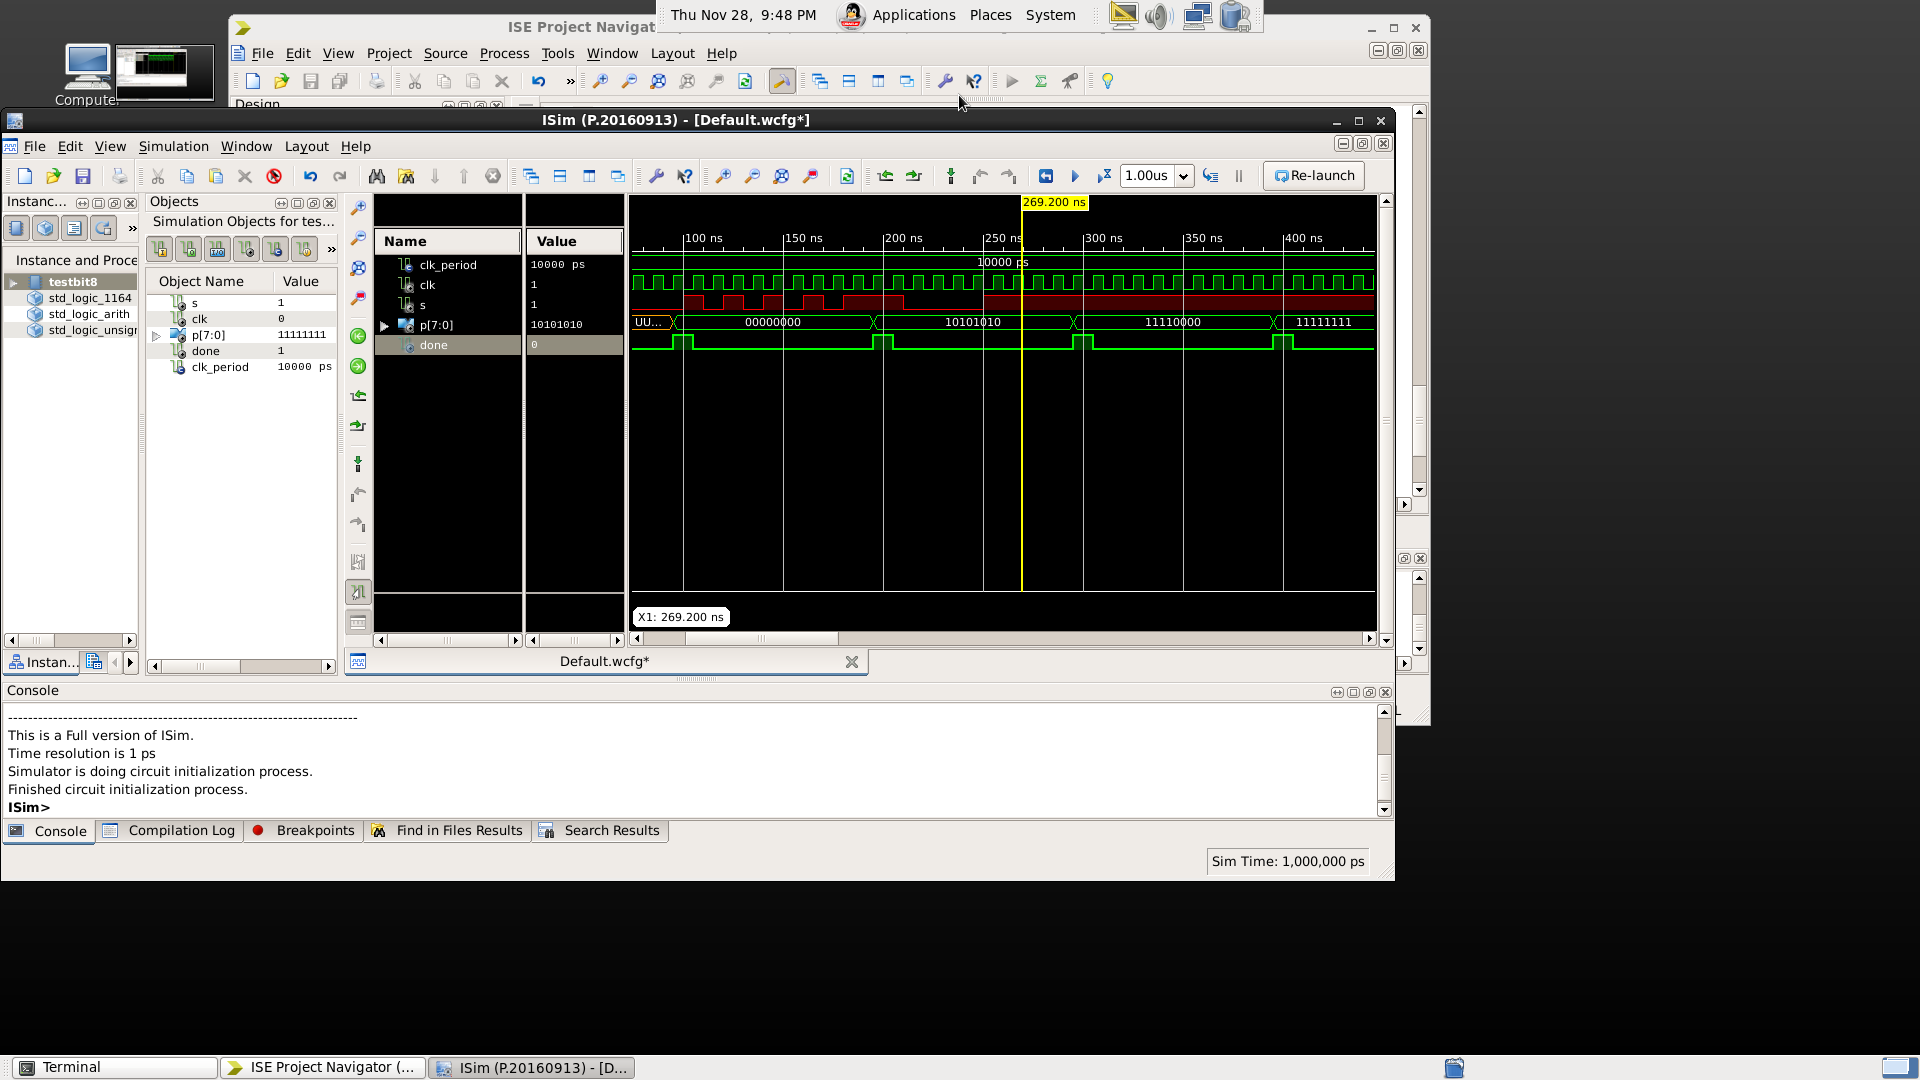 Thu Nov 28, 9:48 PM Applications Places System
Computer
ISE Project Navigat
File Edit View Project Source Process Tools Window Layout Help
Design
ISim (P.20160913) - [Default.wcfg*]
File Edit View Simulation Window Layout Help
1.00us Re-launch
Instanc...
Instance and Proce
testbit8
std_logic_1164
std_logic_arith
std_logic_unsign
Instan...
Objects
Simulation Objects for tes...
Object Name Value
s 1
clk 0
p[7:0] 11111111
done 1
clk_period 10000 ps
Name Value
clk_period 10000 ps
clk 1
s 1
p[7:0] 10101010
done 0
269.200 ns
100 ns 150 ns 200 ns 250 ns 300 ns 350 ns 400 ns
10000 ps
UU... 00000000 10101010 11110000 11111111
X1: 269.200 ns
Default.wcfg*
Console
----------------------------------------------------------------------
This is a Full version of ISim.
Time resolution is 1 ps
Simulator is doing circuit initialization process.
Finished circuit initialization process.
ISim>
Console Compilation Log Breakpoints Find in Files Results Search Results
Sim Time: 1,000,000 ps
Terminal ISE Project Navigator (... ISim (P.20160913) - [D...